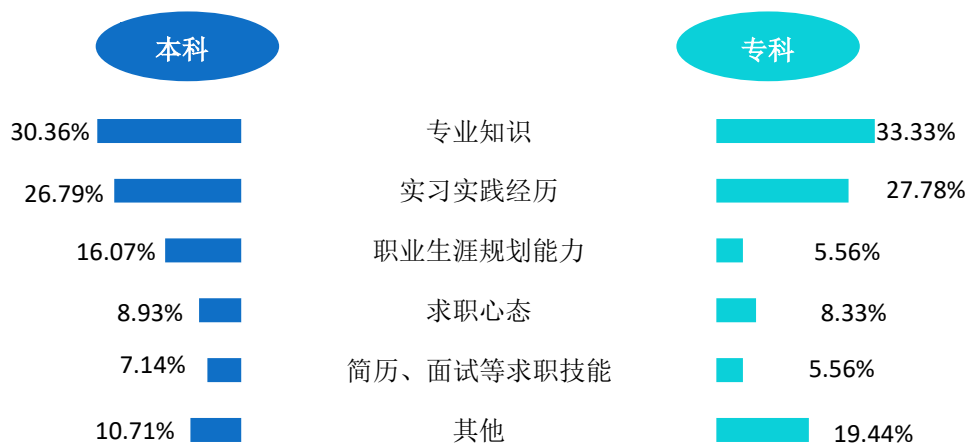 本科 专科
30.36% 专业知识 33.33%
26.79% 实习实践经历 27.78%
16.07% 职业生涯规划能力 5.56%
8.93% 求职心态 8.33%
7.14% 简历、面试等求职技能 5.56%
10.71% 其他 19.44%